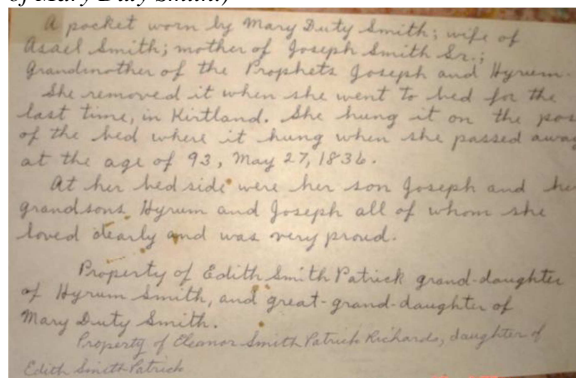 of Mary Duty Smith)
A pocket worn by Mary Duty Smith; wife of
Asael Smith; mother of Joseph Smith Sr.;
Grandmother of the Prophets Joseph and Hyrum.
She removed it when she went to bed for the
last time, in Kirtland. She hung it on the pos
of the bed where it hung when she passed away
at the age of 93, May 27, 1836.
At her bed side were her son Joseph and her
grandsons Hyrum and Joseph all of whom she
loved dearly and was very proud.
Property of Edith Smith Patrick grand-daughter
of Hyrum Smith, and great-grand-daughter of
Mary Duty Smith.
Property of Eleanor Smith Patrick Richards, daughter of
Edith Smith Patrick